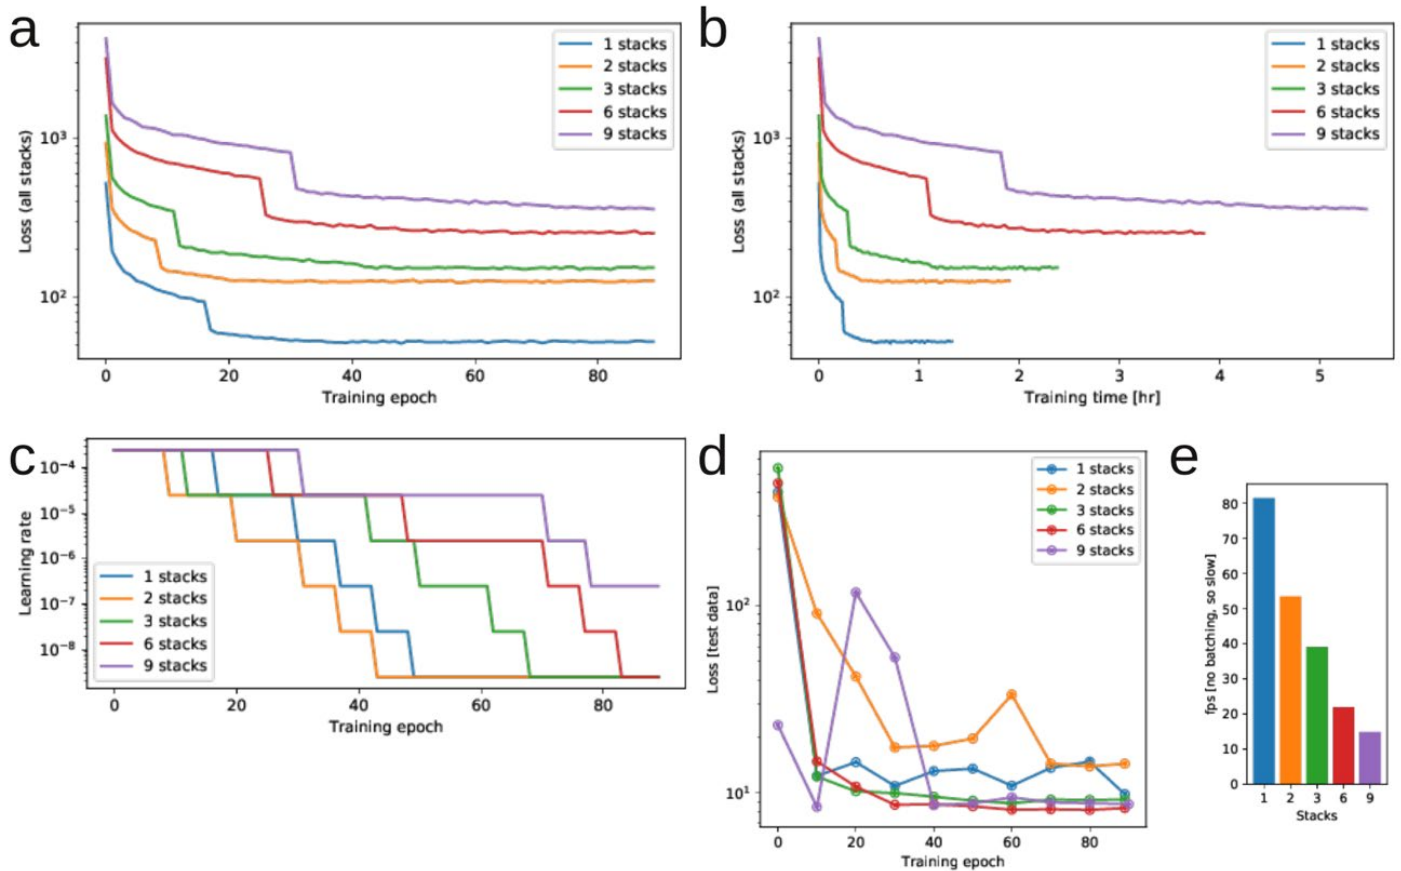 a
1 stacks
2 stacks
3 stacks
6 stacks
9 stacks
10³
10²
Loss (all stacks)
0 20 40 60 80
Training epoch
b
1 stacks
2 stacks
3 stacks
6 stacks
9 stacks
10³
10²
Loss (all stacks)
0 1 2 3 4 5
Training time [hr]
c
10⁻⁴
10⁻⁵
10⁻⁶
10⁻⁷
10⁻⁸
Learning rate
1 stacks
2 stacks
3 stacks
6 stacks
9 stacks
0 20 40 60 80
Training epoch
d
1 stacks
2 stacks
3 stacks
6 stacks
9 stacks
10²
10¹
Loss [test data]
0 20 40 60 80
Training epoch
e
80
70
60
50
40
30
20
10
0
fps [no batching, so slow]
1 2 3 6 9
Stacks